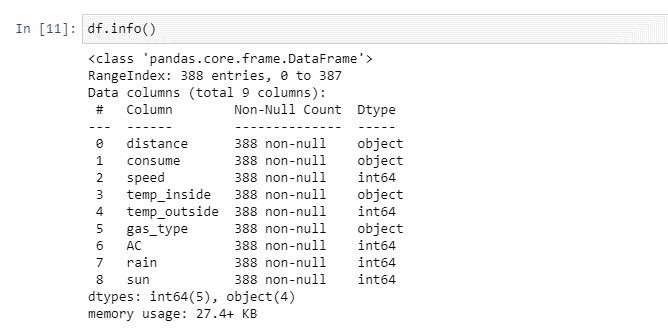 In [11]: df.info()
<class 'pandas.core.frame.DataFrame'>
RangeIndex: 388 entries, 0 to 387
Data columns (total 9 columns):
 #   Column        Non-Null Count  Dtype
---  ------        --------------  -----
 0   distance      388 non-null    object
 1   consume       388 non-null    object
 2   speed         388 non-null    int64
 3   temp_inside   388 non-null    object
 4   temp_outside  388 non-null    int64
 5   gas_type      388 non-null    object
 6   AC            388 non-null    int64
 7   rain          388 non-null    int64
 8   sun           388 non-null    int64
dtypes: int64(5), object(4)
memory usage: 27.4+ KB